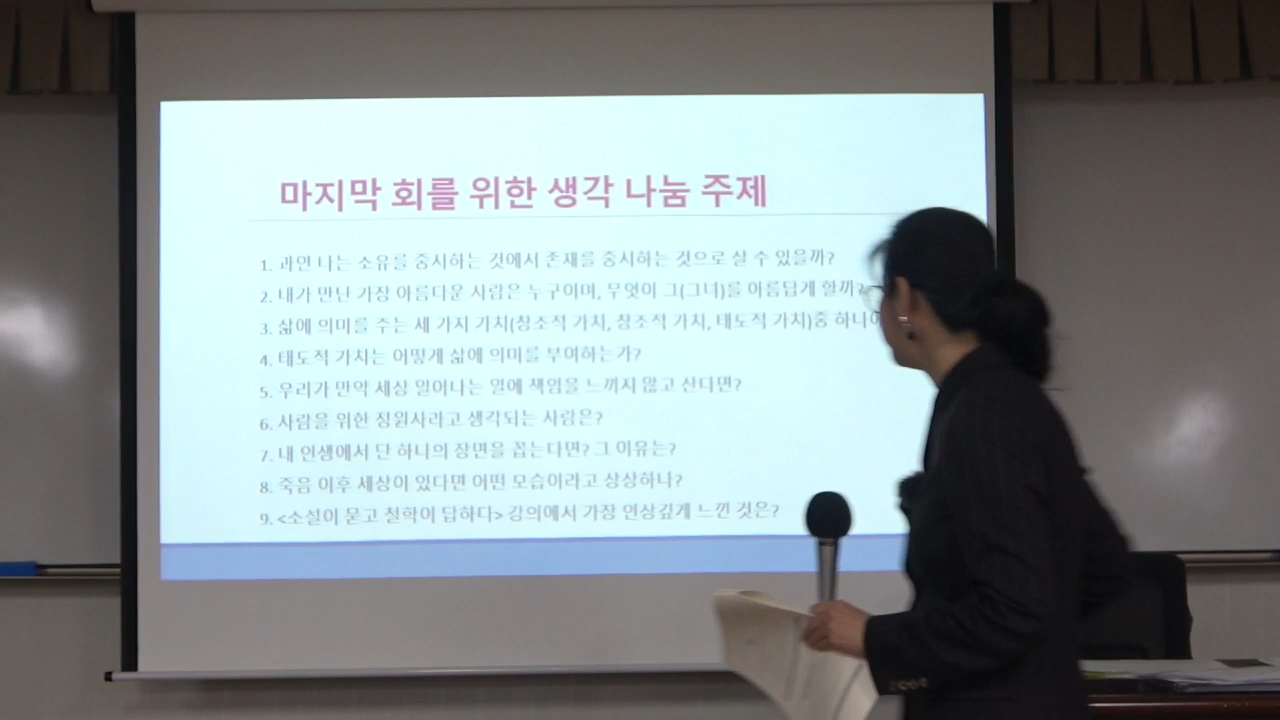 마지막 회를 위한 생각 나눔 주제
1. 과연 나는 소유를 중시하는 것에서 존재를 중시하는 것으로 살 수 있을까?
2. 내가 만난 가장 아름다운 사람은 누구이며, 무엇이 그(그녀)를 아름답게 할까?
3. 삶에 의미를 주는 세 가지 가치(창조적 가치, 창조적 가치, 태도적 가치)중
4. 태도적 가치는 어떻게 삶에 의미를 부여하는가?
5. 우리가 만약 세상 일어나는 일에 책임을 느끼지 않고 산다면?
6. 사람을 위한 정원사라고 생각되는 사람은?
7. 내 인생에서 단 하나의 장면을 꼽는다면? 그 이유는?
8. 죽음 이후 세상이 있다면 어떤 모습이라고 상상하나?
9. <소설이 묻고 철학이 답하다> 강의에서 가장 인상깊게 느낀 것은?